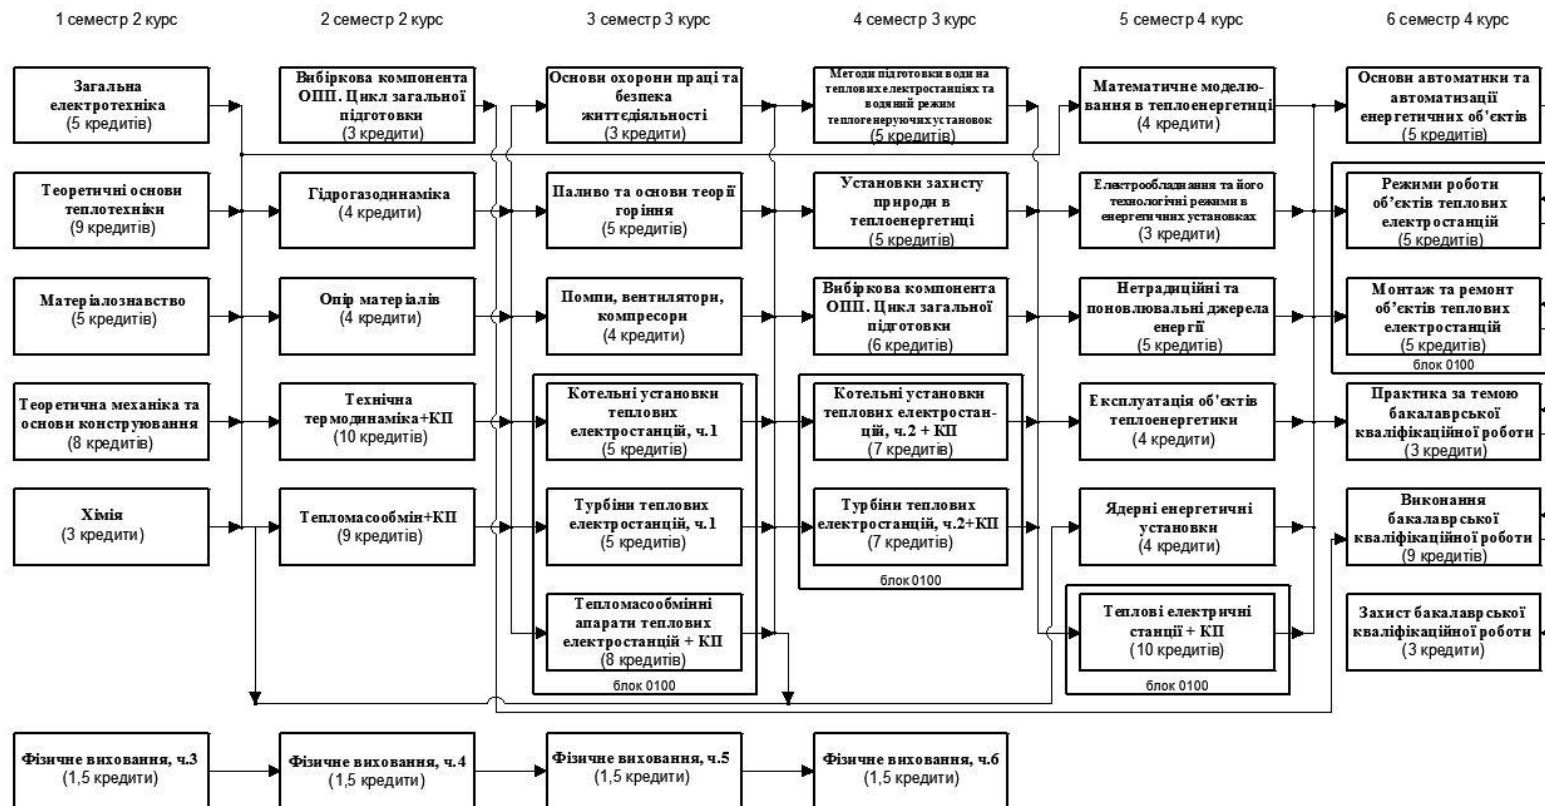 1 семестр 2 курс
2 семестр 2 курс
3 семестр 3 курс
4 семестр 3 курс
5 семестр 4 курс
6 семестр 4 курс
Загальна
електротехніка
(5 кредитів)
Вибіркова компонента
ОПП. Цикл загальної
підготовки
(3 кредити)
Основи охорони праці та
безпека
життєдіяльності
(3 кредити)
Методи підготовки води на
теплових електростанціях та
водяний режим
теплогенеруючих установок
(5 кредитів)
Математичне моделю-
вання в теплоенергетиці
(4 кредити)
Основи автоматики та
автоматизації
енергетичних об'єктів
(5 кредитів)
Теоретичні основи
теплотехніки
(9 кредитів)
Гідрогазодинаміка
(4 кредити)
Паливо та основи теорії
горіння
(5 кредитів)
Установки захисту
природи в
теплоенергетиці
(5 кредитів)
Електрообладнання та його
технологічні режими в
енергетичних установках
(3 кредити)
Режими роботи
об’єктів теплових
електростанцій
(5 кредитів)
Матеріалознавство
(5 кредитів)
Опір матеріалів
(4 кредити)
Помпи, вентилятори,
компресори
(4 кредити)
Вибіркова компонента
ОПП. Цикл загальної
підготовки
(6 кредитів)
Нетрадиційні та
поновлювальні джерела
енергії
(5 кредитів)
Монтаж та ремонт
об’єктів теплових
електростанцій
(5 кредитів)
блок 0100
Теоретична механіка та
основи конструювання
(8 кредитів)
Технічна
термодинаміка+КП
(10 кредитів)
Котельні установки
теплових
електростанцій, ч.1
(5 кредитів)
Котельні установки
теплових електростан-
цій, ч.2 + КП
(7 кредитів)
Експлуатація об'єктів
теплоенергетики
(4 кредити)
Практика за темою
бакалаврської
кваліфікаційної роботи
(3 кредити)
Хімія
(3 кредити)
Тепломасообмін+КП
(9 кредитів)
Турбіни теплових
електростанцій, ч.1
(5 кредитів)
Турбіни теплових
електростанцій, ч.2+КП
(7 кредитів)
блок 0100
Ядерні енергетичні
установки
(4 кредити)
Виконання
бакалаврської
кваліфікаційної роботи
(9 кредитів)
Тепломасообмінні
апарати теплових
електростанцій + КП
(8 кредитів)
блок 0100
Теплові електричні
станції + КП
(10 кредитів)
блок 0100
Захист бакалаврської
кваліфікаційної роботи
(3 кредити)
Фізичне виховання, ч.3
(1,5 кредити)
Фізичне виховання, ч.4
(1,5 кредити)
Фізичне виховання, ч.5
(1,5 кредити)
Фізичне виховання, ч.6
(1,5 кредити)